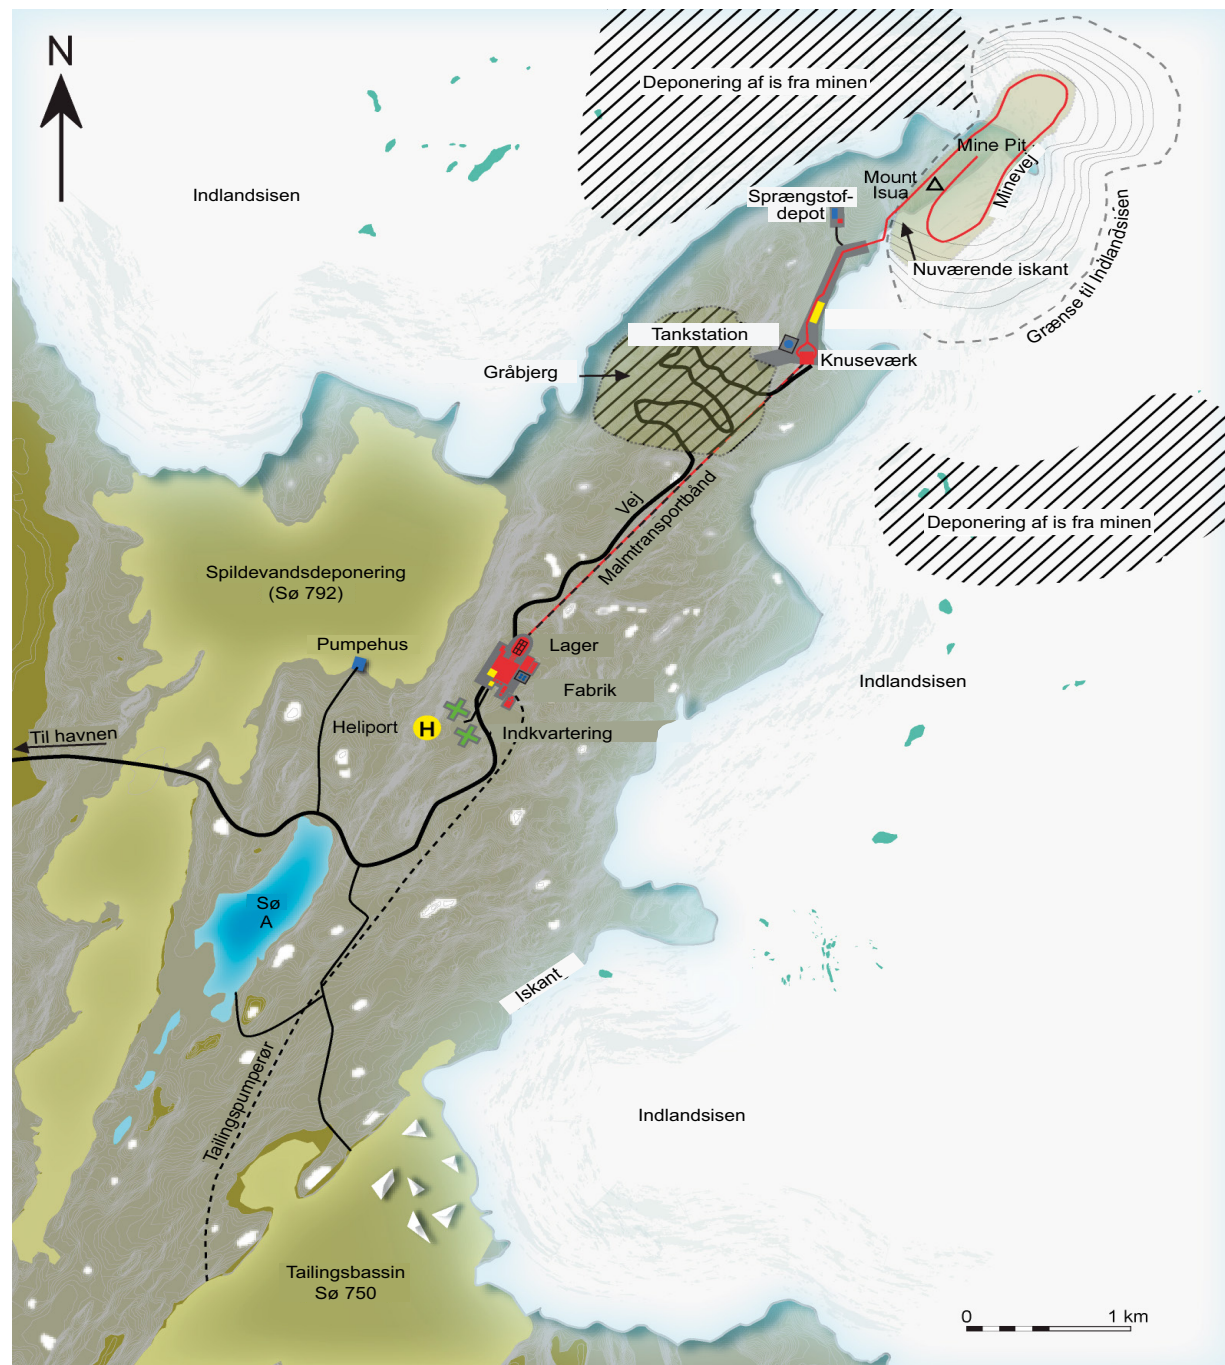 N
Deponering af is fra minen
Indlandsisen
Mine Pit
Mount
Isua
Minevej
Sprængstof-
depot
Nuværende iskant
Grænse til Indlandsisen
Tankstation
Knuseværk
Gråbjerg
Vej
Malmtransportbånd
Deponering af is fra minen
Spildevandsdeponering
(Sø 792)
Pumpehus
Lager
Fabrik
Indlandsisen
Heliport
H
Indkvartering
Til havnen
Sø
A
Iskant
Tailingspumperør
Indlandsisen
Tailingsbassin
Sø 750
0 1 km